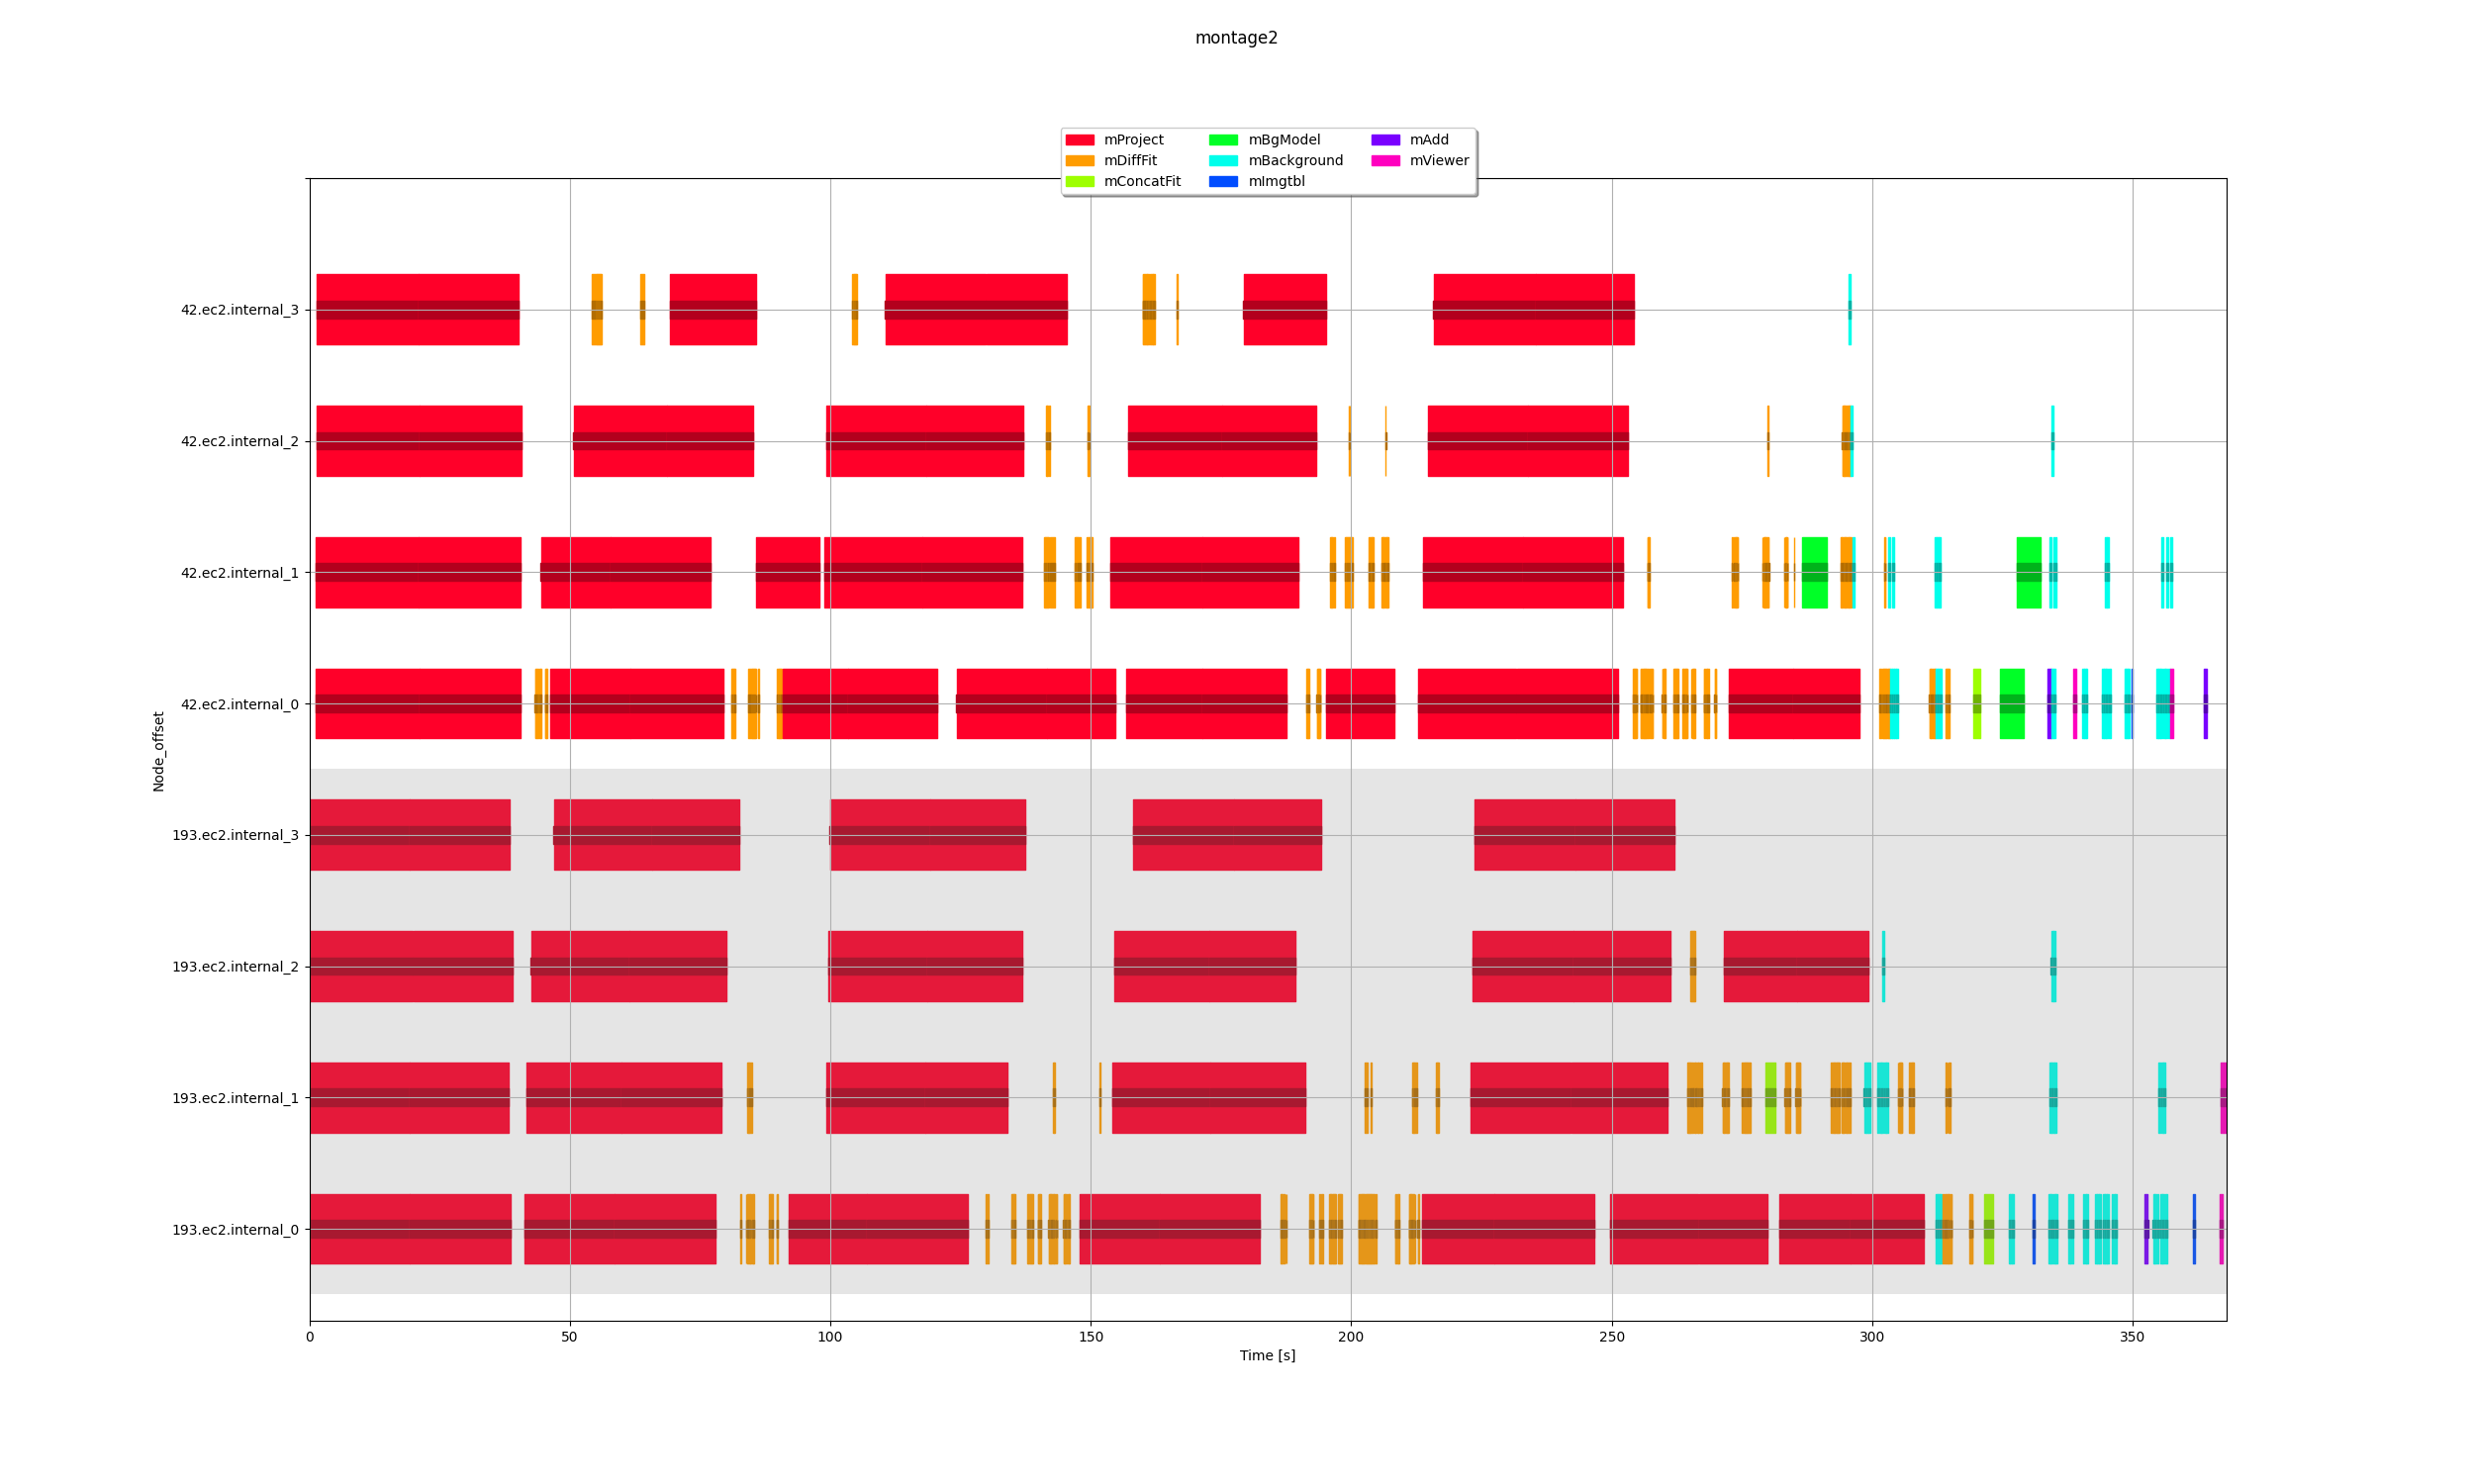 montage2
mProject mBgModel mAdd
mDiffFit mBackground mViewer
mConcatFit mImgtbl
42.ec2.internal_3
42.ec2.internal_2
42.ec2.internal_1
42.ec2.internal_0
193.ec2.internal_3
193.ec2.internal_2
193.ec2.internal_1
193.ec2.internal_0
Node_offset
0 50 100 150 200 250 300 350
Time [s]